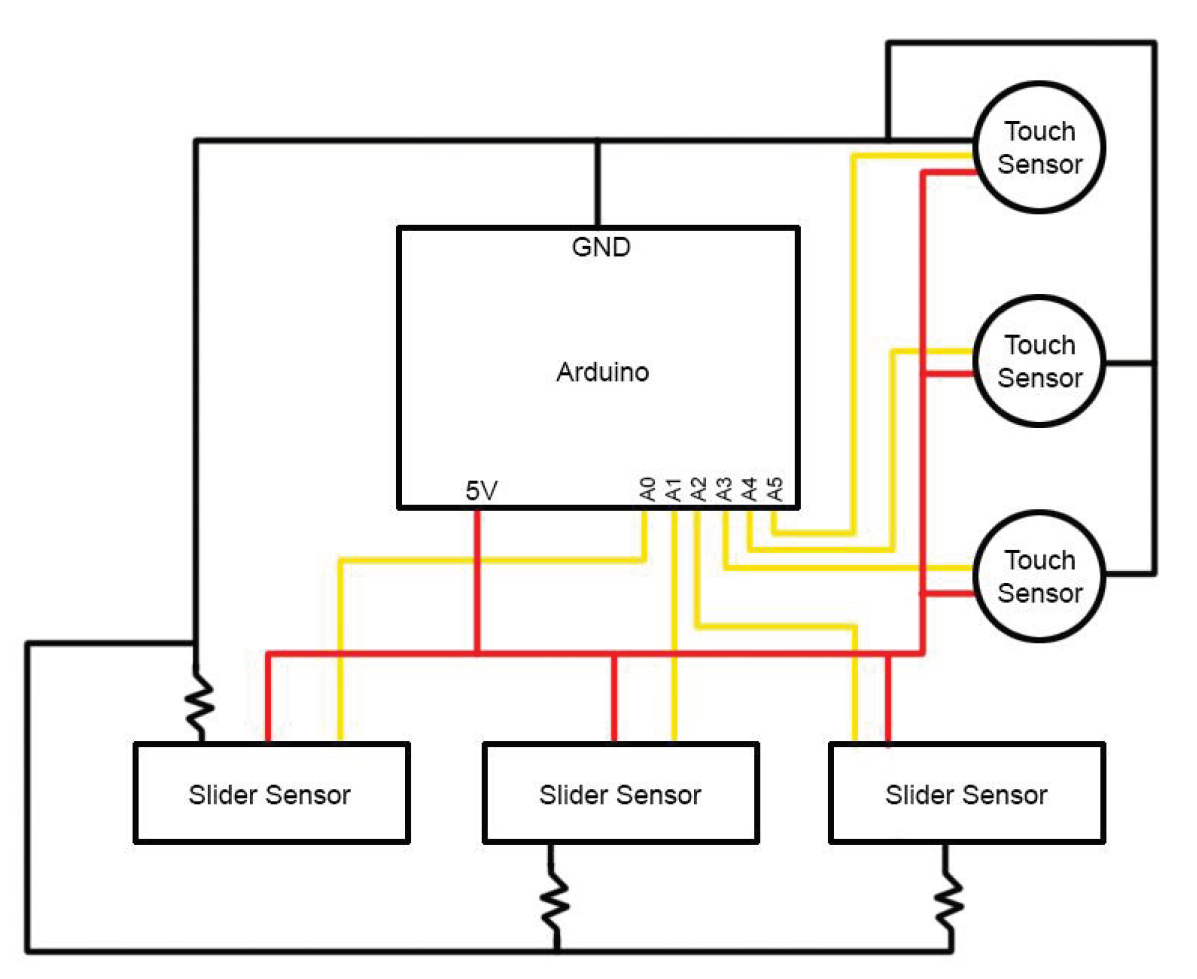 Touch
Sensor
GND
Touch
Sensor
Arduino
5V
A0
A1
A2
A3
A4
A5
Touch
Sensor
Slider Sensor
Slider Sensor
Slider Sensor